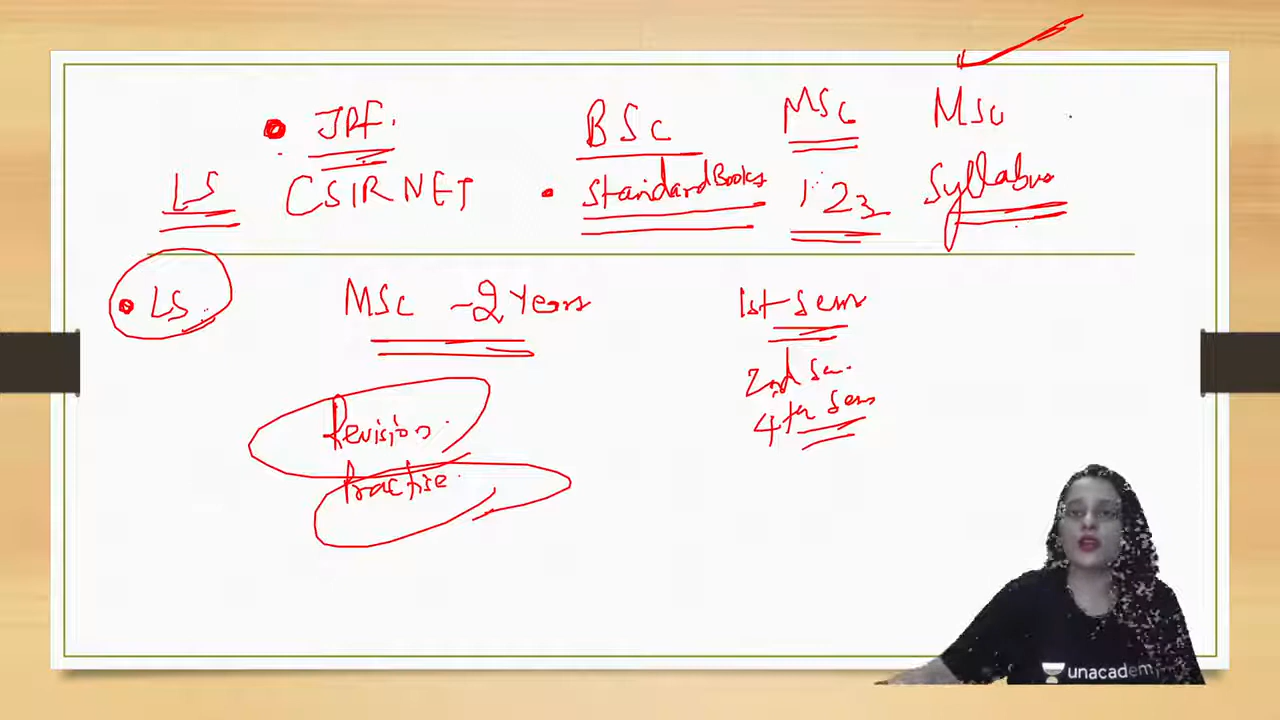 JRF. BSc MSc MSc
LS CSIR NET Standard Books 1 2 3 Syllabus
LS MSc - 2 Years 1st Sem
2nd Sem
Revision 4th Sem
Practise
unacadem